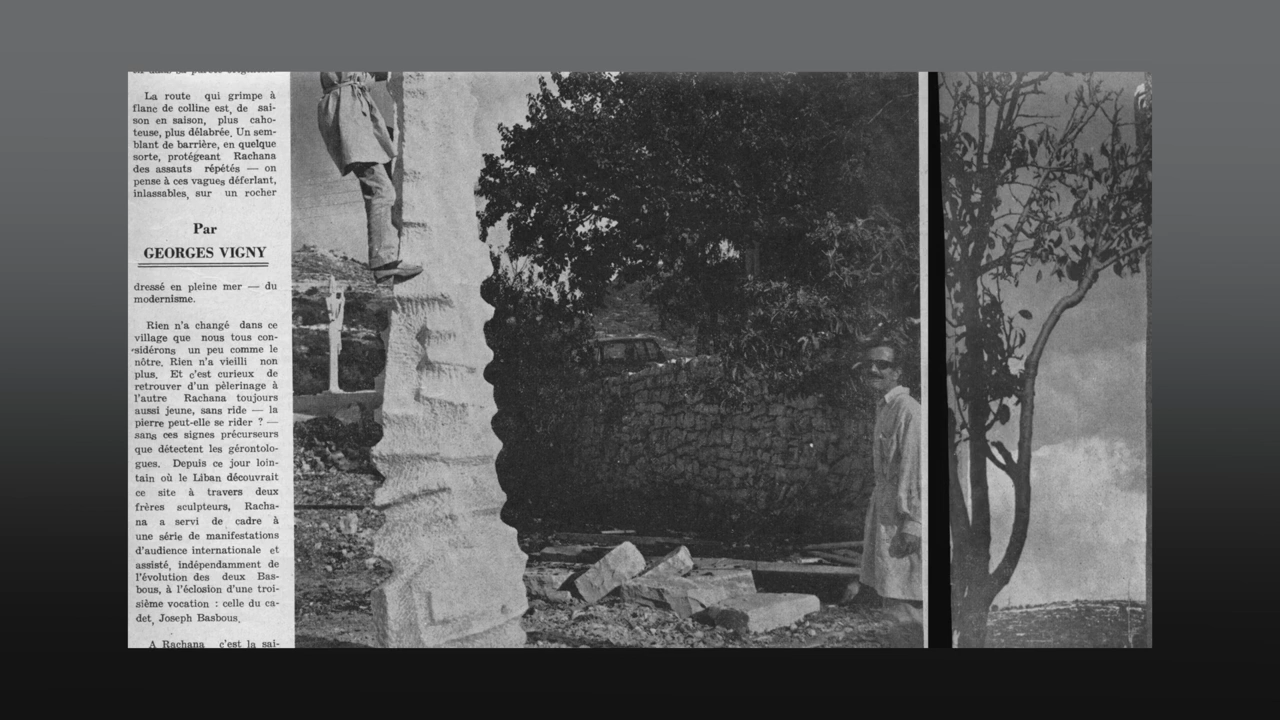 La route qui grimpe à
flanc de colline est, de sai-
son en saison, plus caho-
teuse, plus délabrée. Un sem-
blant de barrière, en quelque
sorte, protégeant Rachana
des assauts répétés — on
pense à ces vagues déferlant,
inlassables, sur un rocher
Par
GEORGES VIGNY
dressé en pleine mer — du
modernisme.
Rien n'a changé dans ce
village que nous tous con-
sidérons un peu comme le
nôtre. Rien n'a vieilli non
plus. Et c'est curieux de
retrouver d'un pèlerinage à
l'autre Rachana toujours
aussi jeune, sans ride — la
pierre peut-elle se rider ? —
sans ces signes précurseurs
que détectent les gérontolo-
gues. Depuis ce jour loin-
tain où le Liban découvrait
ce site à travers deux
frères sculpteurs, Racha-
na a servi de cadre à
une série de manifestations
d'audience internationale et
assisté, indépendamment de
l'évolution des deux Bas-
bous, à l'éclosion d'une troi-
sième vocation : celle du ca-
det, Joseph Basbous.
A Rachana c'est la sai-